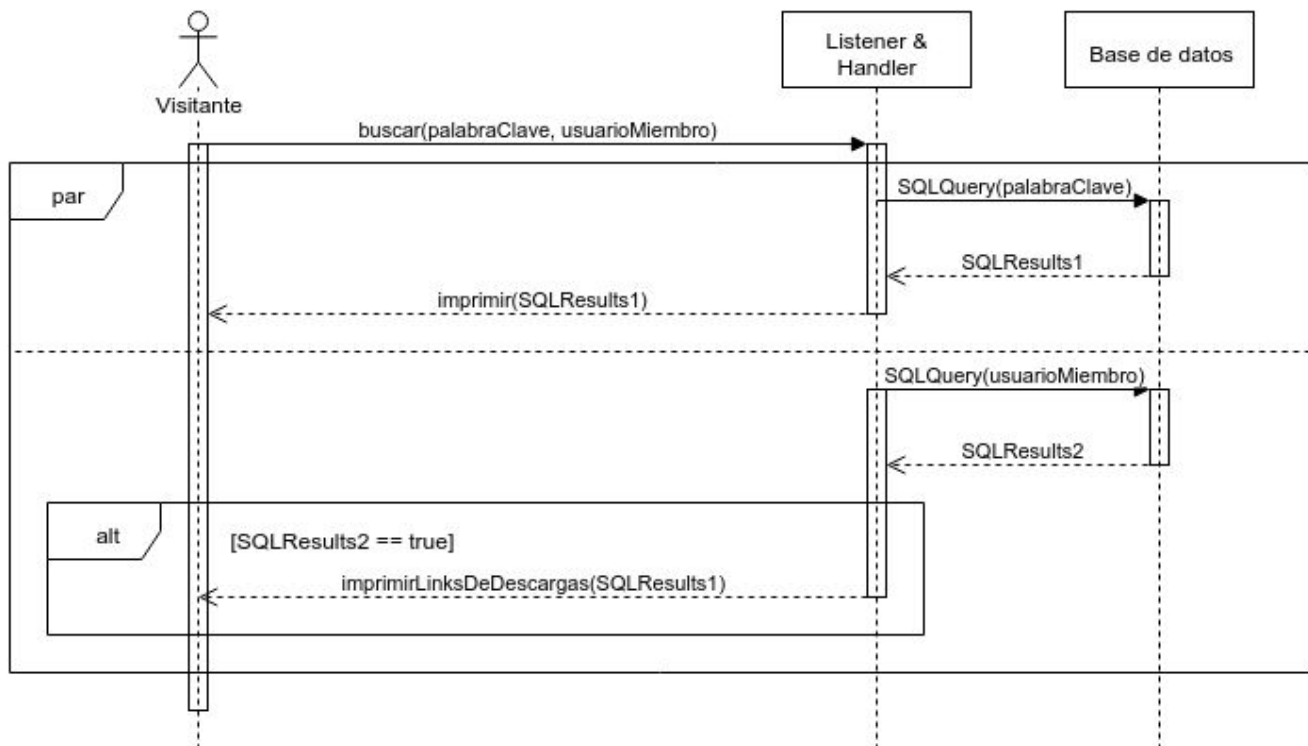 Listener &
Handler
Base de datos
Visitante
buscar(palabraClave, usuarioMiembro)
par
SQLQuery(palabraClave)
SQLResults1
imprimir(SQLResults1)
SQLQuery(usuarioMiembro)
SQLResults2
alt
[SQLResults2 == true]
imprimirLinksDeDescargas(SQLResults1)